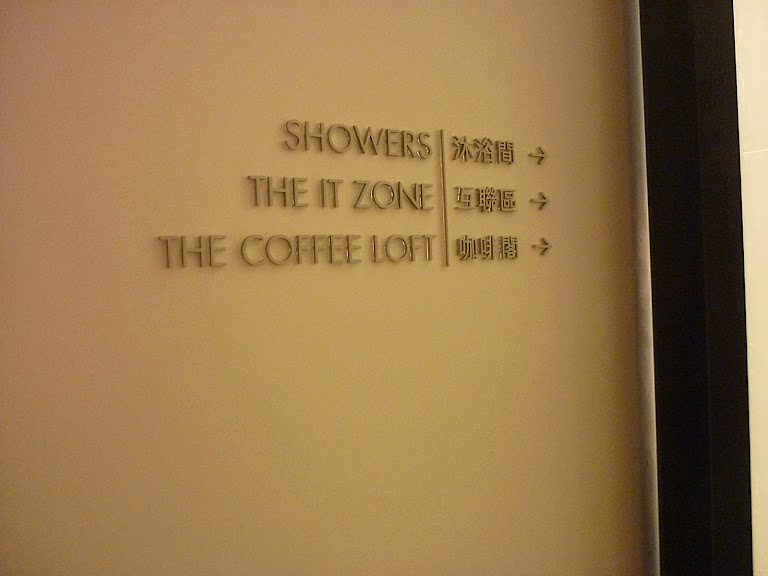 SHOWERS 沐浴間 →
THE IT ZONE 互聯區 →
THE COFFEE LOFT 咖啡閣 →